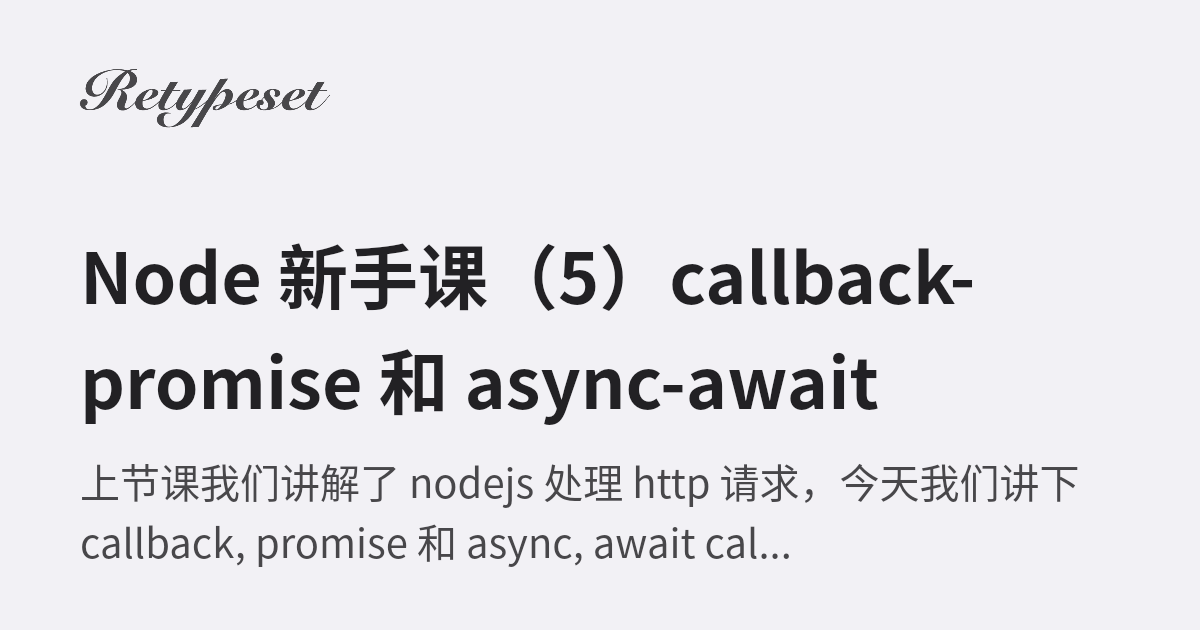 Retypeset
Node 新手课（5）callback-
promise 和 async-await
上节课我们讲解了 nodejs 处理 http 请求，今天我们讲下
callback, promise 和 async, await cal...